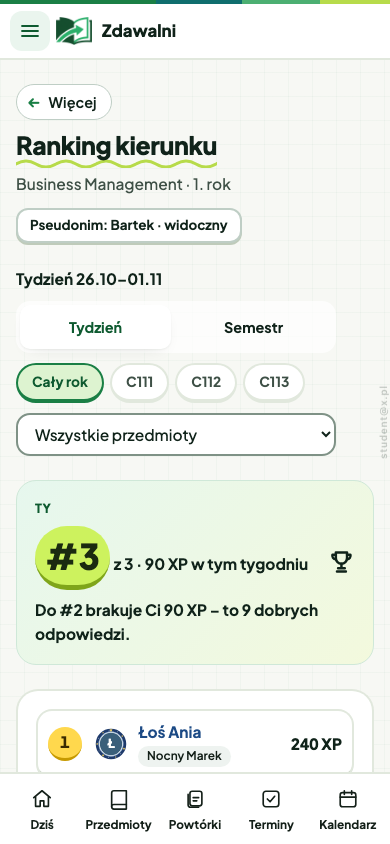 Zdawalni
← Więcej
Ranking kierunku
Business Management · 1. rok
Pseudonim: Bartek · widoczny
Tydzień 26.10–01.11
Tydzień Semestr
Cały rok C111 C112 C113
Wszystkie przedmioty
student@x.pl
TY
#3 z 3 · 90 XP w tym tygodniu
Do #2 brakuje Ci 90 XP – to 9 dobrych
odpowiedzi.
1 Ł Łoś Ania 240 XP
Nocny Marek
Dziś Przedmioty Powtórki Terminy Kalendarz